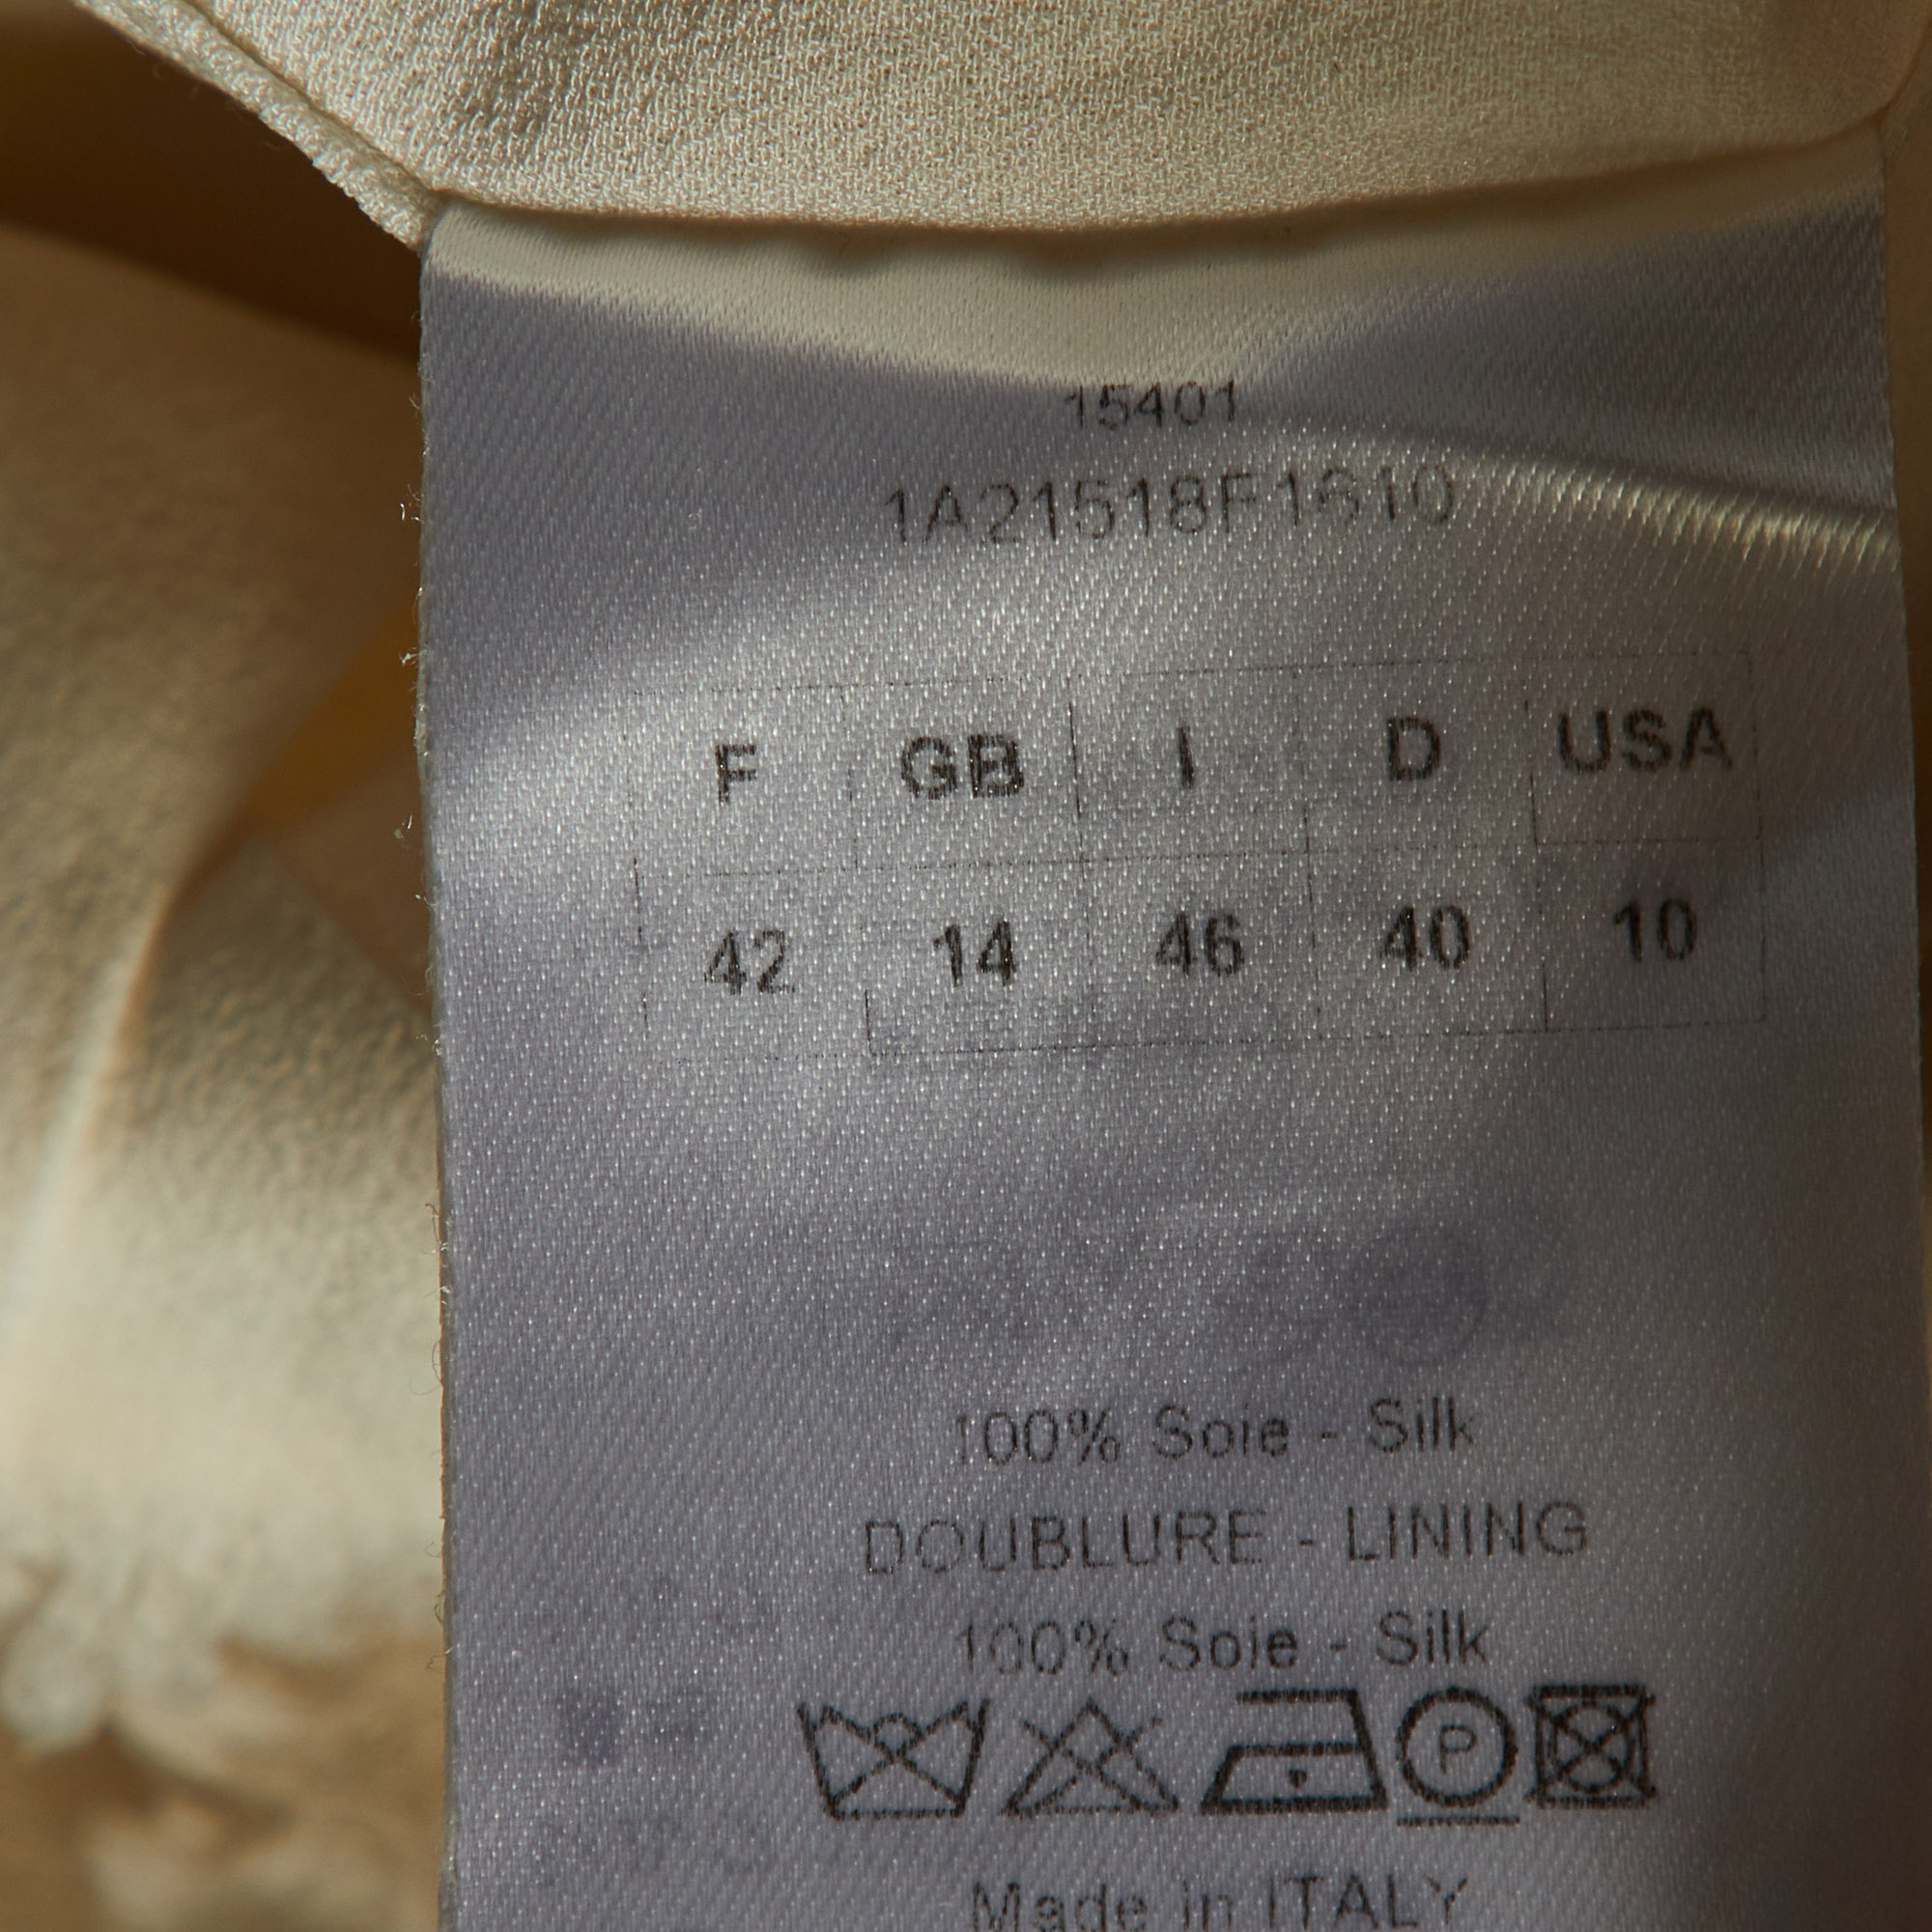 15401
1A21518F1610
F GB I D USA
42 14 46 40 10
100% Soie - Silk
DOUBLURE - LINING
100% Soie - Silk
P
Made in ITALY